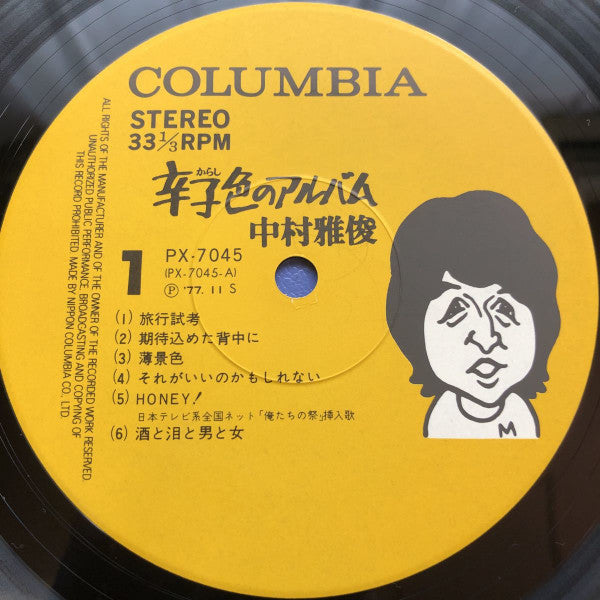 COLUMBIA
STEREO
33 1/3 RPM
からし
辛子色のアルバム
中村雅俊
1
PX-7045
(PX-7045-A)
Ⓟ '77. 11 S
(1) 旅行試考
(2) 期待込めた背中に
(3) 薄景色
(4) それがいいのかもしれない
(5) HONEY!
日本テレビ系全国ネット「俺たちの祭」挿入歌
(6) 酒と泪と男と女
M
ALL RIGHTS OF THE MANUFACTURER AND OF THE OWNER OF THE RECORDED WORK RESERVED.
UNAUTHORIZED PUBLIC PERFORMANCE, BROADCASTING AND COPYING OF
THIS RECORD PROHIBITED. MADE BY NIPPON COLUMBIA CO., LTD.